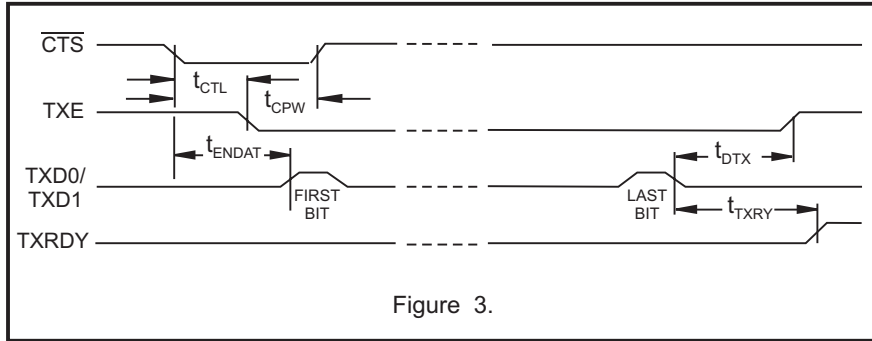 CTS
tCTL
tCPW
TXE
tENDAT
tDTX
TXD0/
TXD1
FIRST
BIT
LAST
BIT
tTXRY
TXRDY
Figure 3.